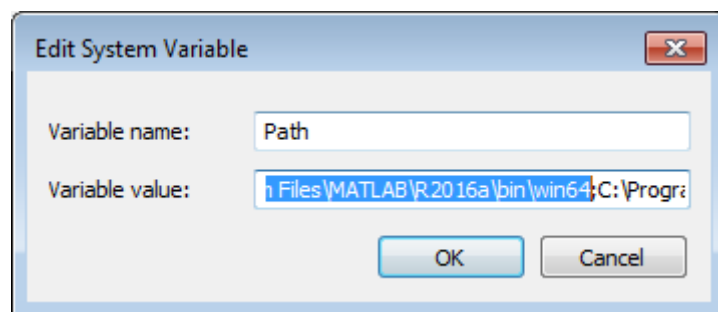 Edit System Variable
Variable name: Path
Variable value: Files\MATLAB\R2016a\bin\win64;C:\Progra
OK Cancel